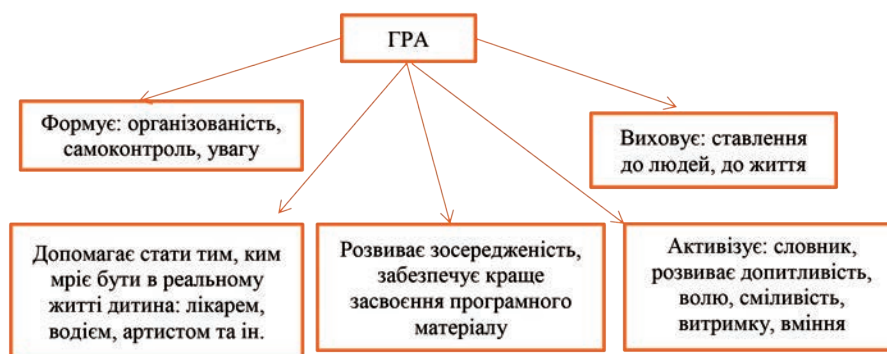 ГРА
Формує: організованість,
самоконтроль, увагу
Виховує: ставлення
до людей, до життя
Допомагає стати тим, ким
мріє бути в реальному
житті дитина: лікарем,
водієм, артистом та ін.
Розвиває зосередженість,
забезпечує краще
засвоєння програмного
матеріалу
Активізує: словник,
розвиває допитливість,
волю, сміливість,
витримку, вміння